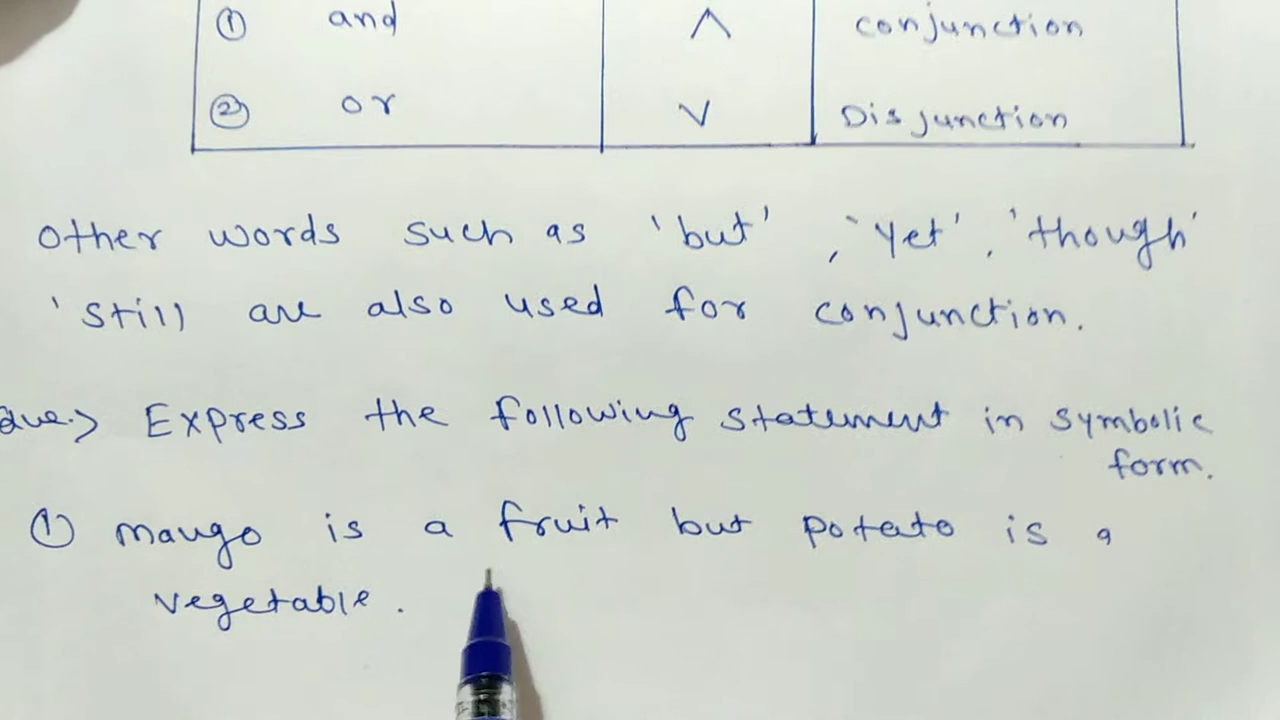 ① and ∧ conjunction
② or ∨ Disjunction
Other words such as 'but', 'Yet', 'though'
'still are also used for conjunction.
Que.> Express the following statement in symbolic
form.
① mango is a fruit but potato is a
vegetable.